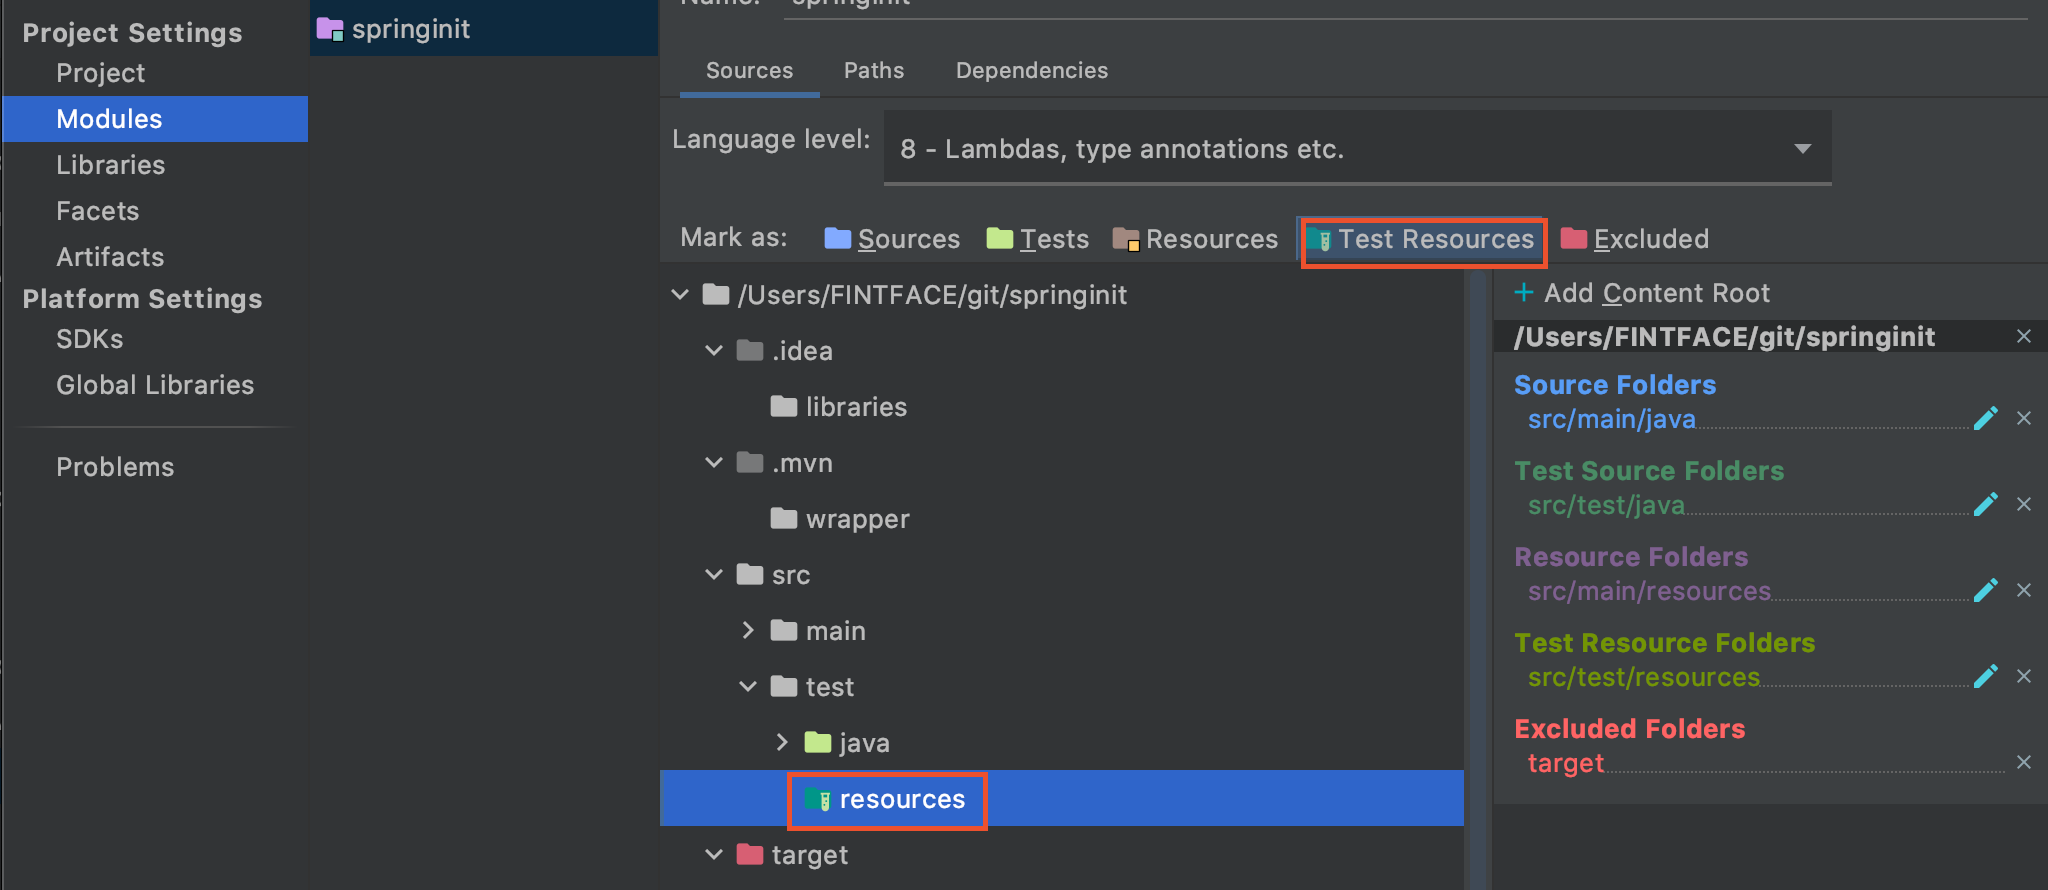 Project Settings
Project
Modules
Libraries
Facets
Artifacts
Platform Settings
SDKs
Global Libraries
Problems
springinit
Name: springinit
Sources Paths Dependencies
Language level: 8 - Lambdas, type annotations etc.
Mark as: Sources Tests Resources Test Resources Excluded
/Users/FINTFACE/git/springinit
.idea
libraries
.mvn
wrapper
src
main
test
java
resources
target
+ Add Content Root
/Users/FINTFACE/git/springinit
Source Folders
src/main/java
Test Source Folders
src/test/java
Resource Folders
src/main/resources
Test Resource Folders
src/test/resources
Excluded Folders
target